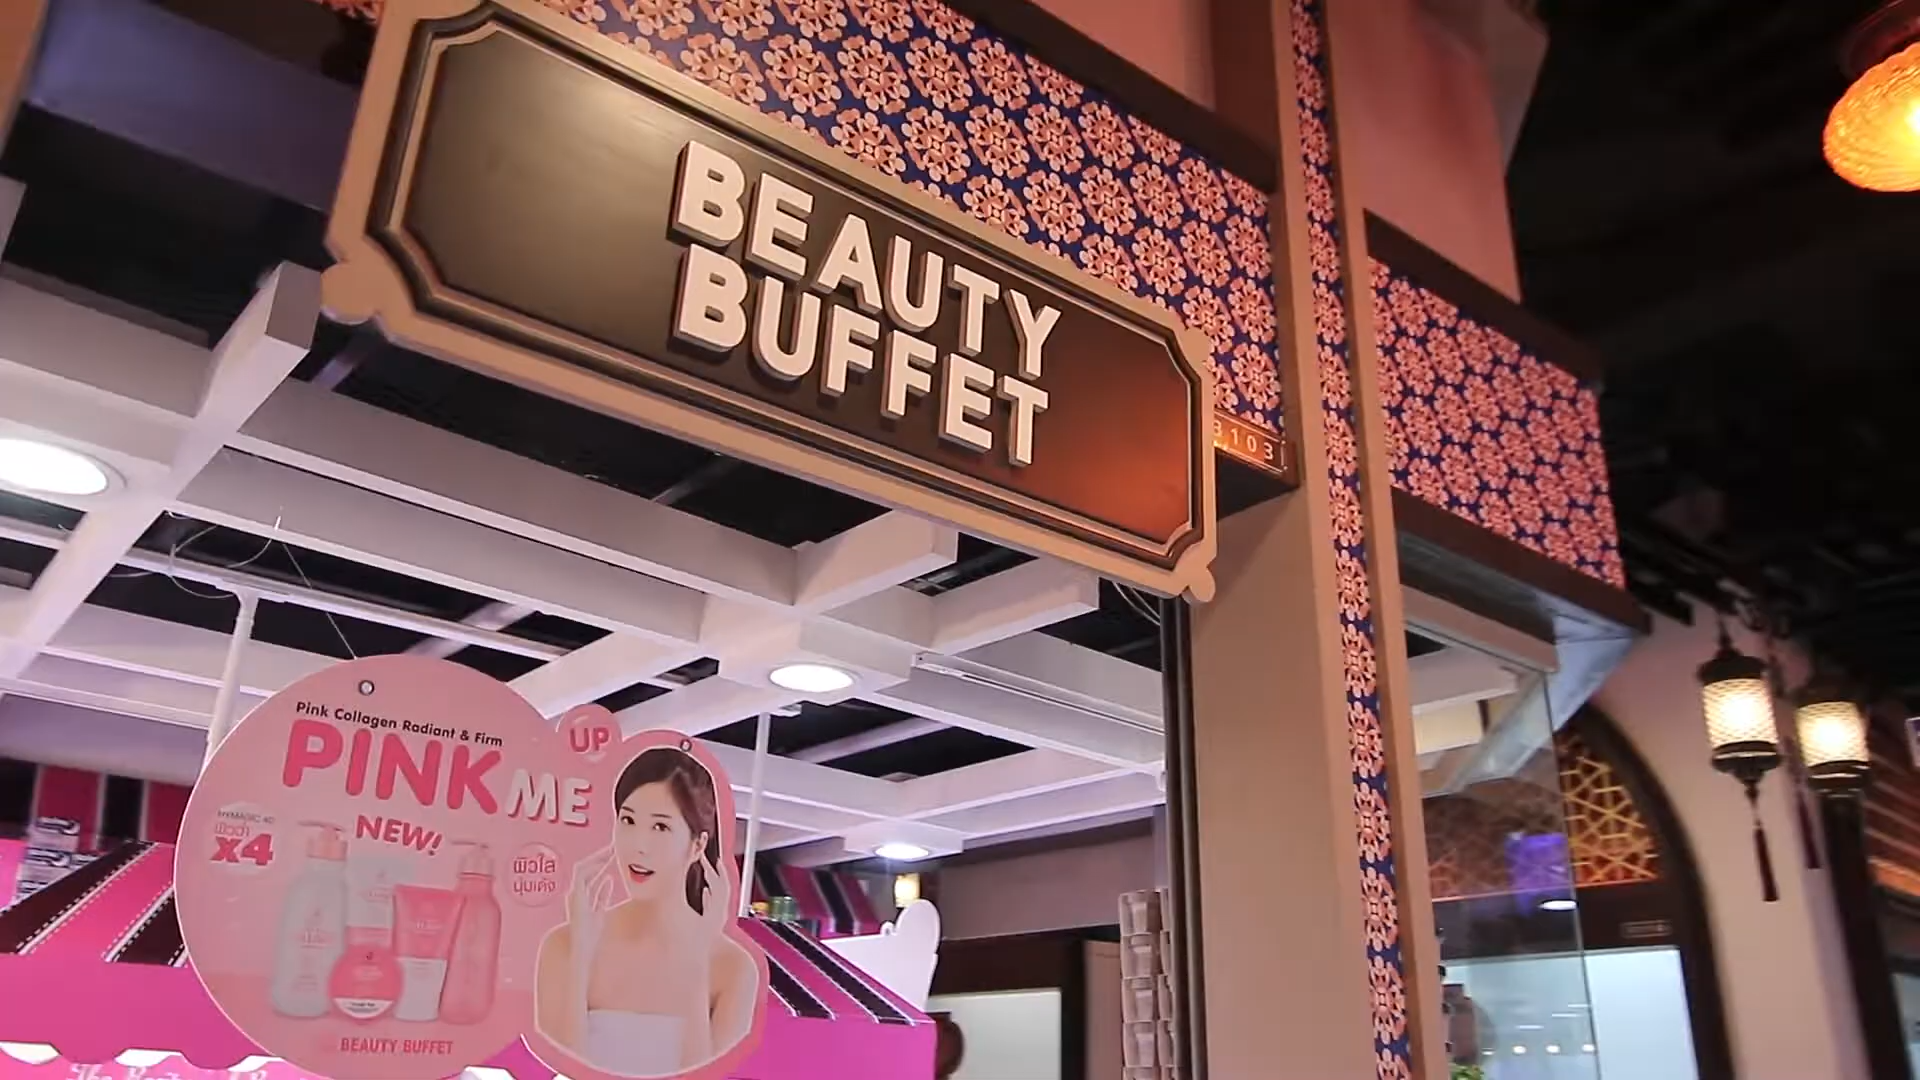 BEAUTY
BUFFET
3103
Pink Collagen Radiant & Firm
PINK ME
UP
NEW!
x4
ผิวใส
นุ่มเด้ง
BEAUTY BUFFET